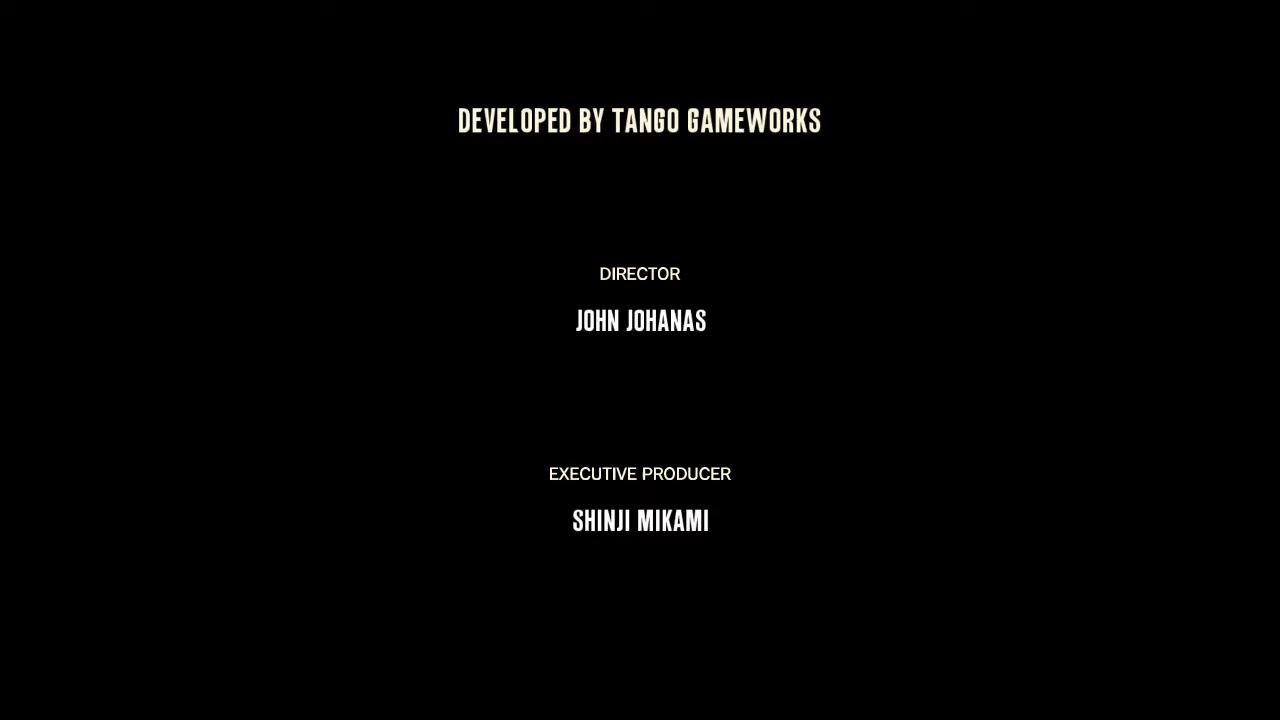 DEVELOPED BY TANGO GAMEWORKS
DIRECTOR
JOHN JOHANAS
EXECUTIVE PRODUCER
SHINJI MIKAMI